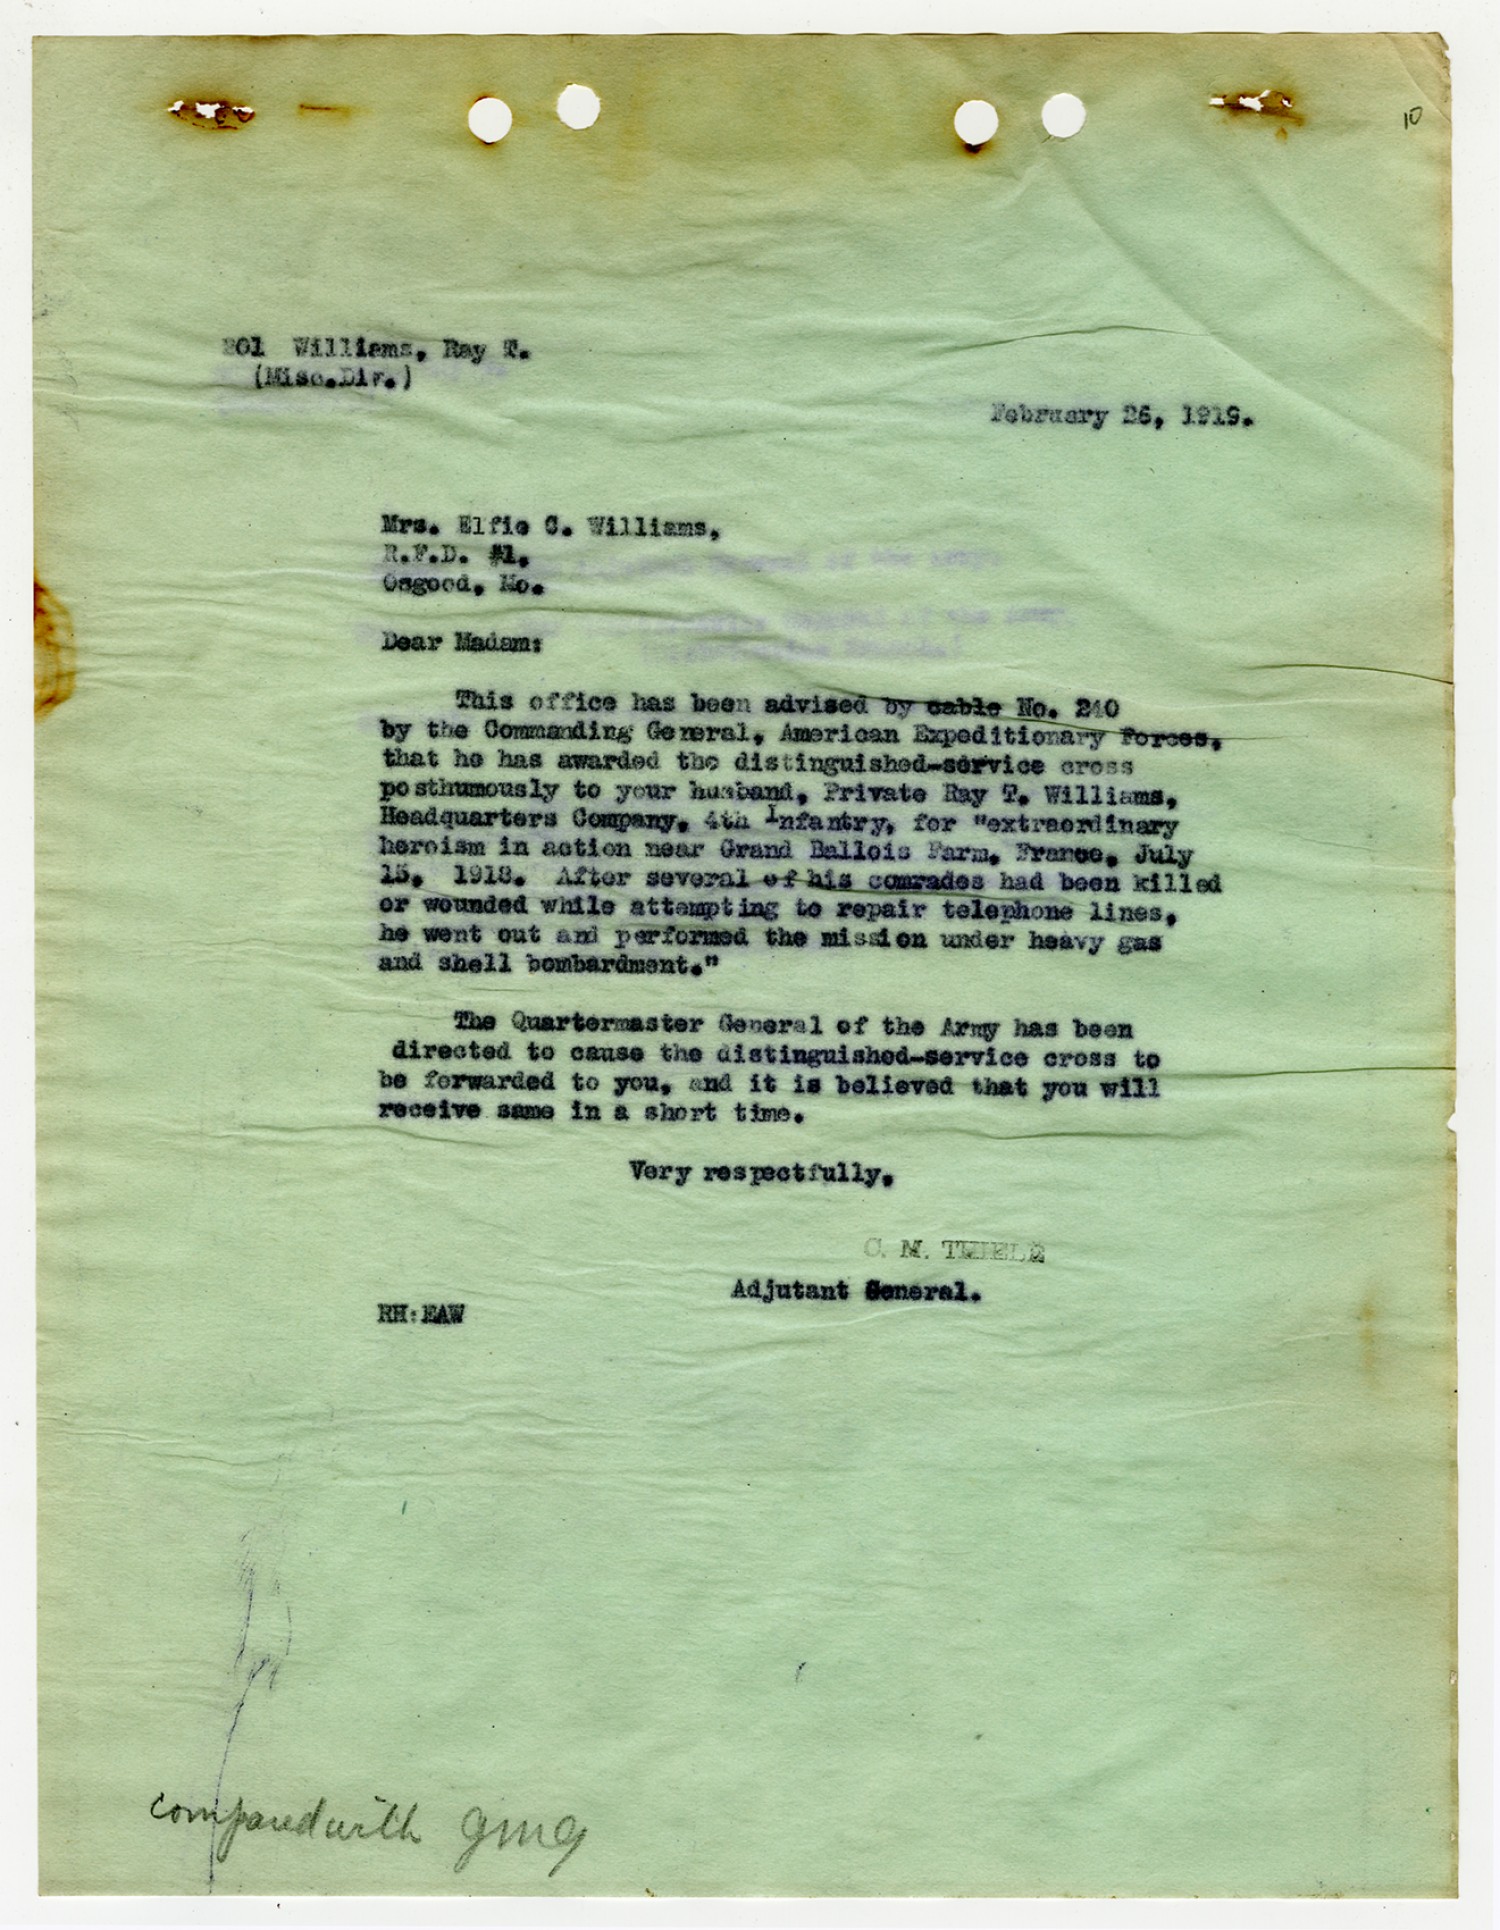 10
201 Williams, Ray T.
(Misc.Div.)
February 26, 1919.
Mrs. Elfie C. Williams,
R.F.D. #1,
Osgood, Mo.
Dear Madam:
This office has been advised by cable No. 240
by the Commanding General, American Expeditionary Forces,
that he has awarded the distinguished-service cross
posthumously to your husband, Private Ray T. Williams,
Headquarters Company, 4th Infantry, for "extraordinary
heroism in action near Grand Ballois Farm, France, July
15, 1918. After several of his comrades had been killed
or wounded while attempting to repair telephone lines,
he went out and performed the mission under heavy gas
and shell bombardment."
The Quartermaster General of the Army has been
directed to cause the distinguished-service cross to
be forwarded to you, and it is believed that you will
receive same in a short time.
Very respectfully,
C. M. THIELE
Adjutant General.
RH:EAW
compared with